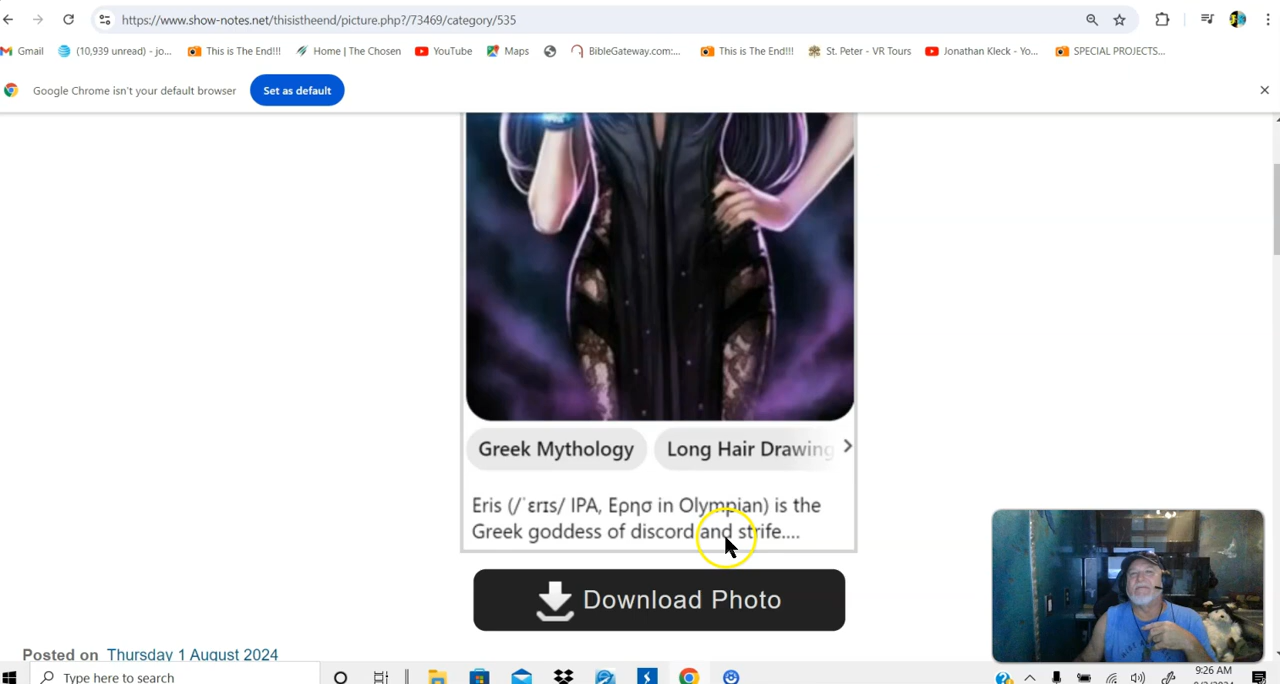 https://www.show-notes.net/thisistheend/picture.php?/73469/category/535
Gmail
(10,939 unread) - jo...
This is The End!!!
Home | The Chosen
YouTube
Maps
BibleGateway.com:...
This is The End!!!
St. Peter - VR Tours
Jonathan Kleck - Yo...
SPECIAL PROJECTS...
Google Chrome isn't your default browser
Set as default
Greek Mythology
Long Hair Drawing
Eris (/ˈɛrɪs/ IPA, Ερησ in Olympian) is the
Greek goddess of discord and strife....
Download Photo
Posted on Thursday 1 August 2024
Type here to search
9:26 AM